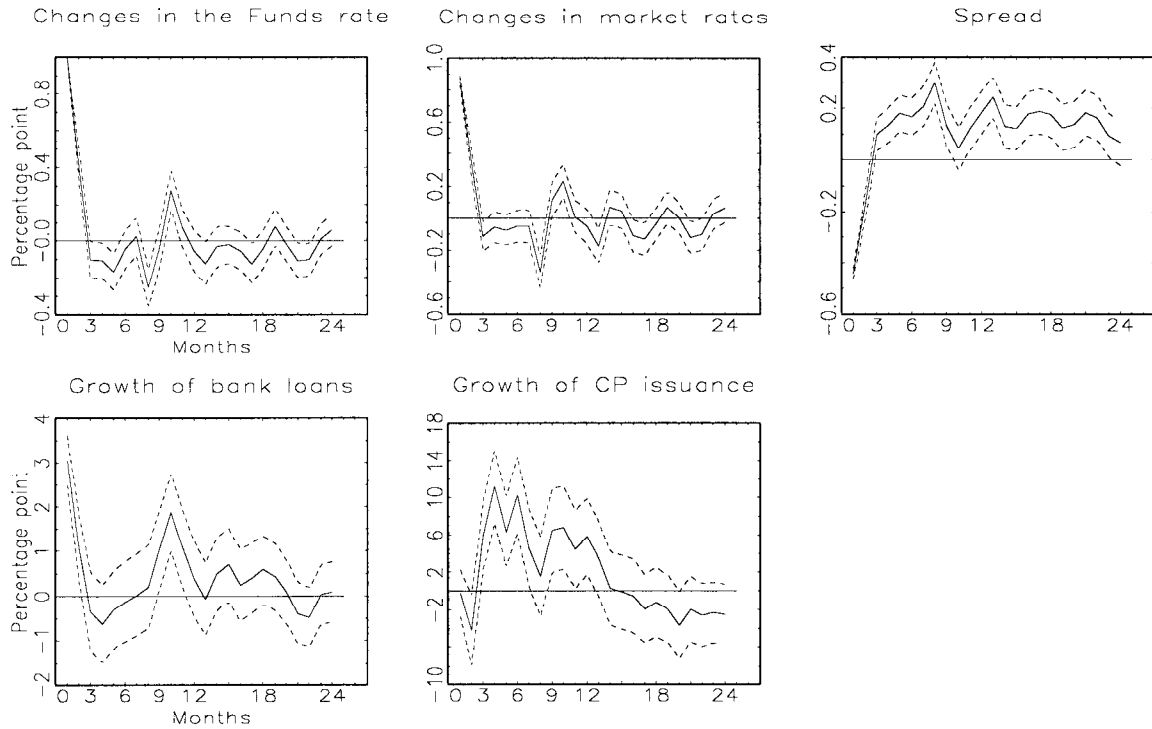 Changes in the Funds rate
Changes in market rates
Spread
Percentage point
0.8
0.4
−0.0
−0.4
0 3 6 9 12 18 24
Months
1.0
0.6
0.2
−0.2
−0.6
0 3 6 9 12 18 24
0.4
0.2
−0.2
−0.6
0 3 6 9 12 18 24
Growth of bank loans
Growth of CP issuance
Percentage point
4
3
2
1
0
−1
−2
0 3 6 9 12 18 24
Months
18
14
10
6
2
−2
−10
0 3 6 9 12 18 24